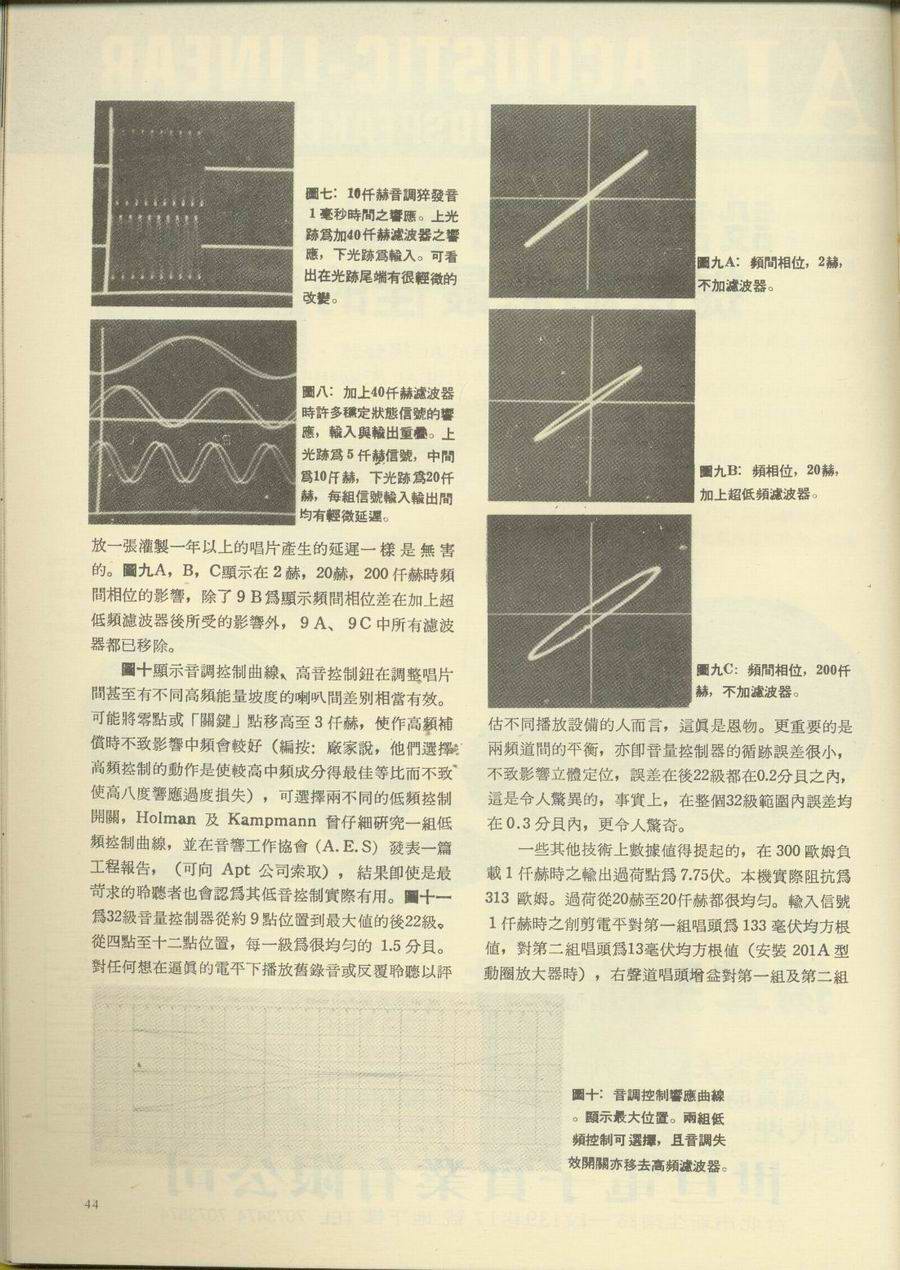 圖七：10仟赫音調猝發音
1毫秒時間之響應。上光
跡爲加40仟赫濾波器之響
應，下光跡爲輸入。可看
出在光跡尾端有很輕微的
改變。
圖八：加上40仟赫濾波器
時許多穩定狀態信號的響
應，輸入與輸出重疊。上
光跡爲5仟赫信號，中間
爲10仟赫，下光跡爲20仟
赫，每組信號輸入輸出間
均有輕微延遲。
放一張灌製一年以上的唱片產生的延遲一樣是無害
的。圖九A，B，C顯示在2赫，20赫，200仟赫時頻
間相位的影響，除了9B爲顯示頻間相位差在加上超
低頻濾波器後所受的影響外，9A、9C中所有濾波
器都已移除。
圖十顯示音調控制曲線、高音控制鈕在調整唱片
間甚至有不同高頻能量坡度的喇叭間差別相當有效。
可能將零點或「關鍵」點移高至3仟赫，使作高頻補
償時不致影響中頻會較好（編按：廠家說，他們選擇
高頻控制的動作是使較高中頻成分得最佳等比而不致
使高八度響應過度損失），可選擇兩不同的低頻控制
開關，Holman 及 Kampmann 曾仔細研究一組低
頻控制曲線，並在音響工作協會（A.E.S）發表一篇
工程報告，（可向 Apt 公司索取），結果卽使是最
苛求的聆聽者也會認爲其低音控制實際有用。圖十一
爲32級音量控制器從約9點位置到最大値的後22級。
從四點至十二點位置，每一級爲很均勻的 1.5分貝。
對任何想在逼眞的電平下播放舊錄音或反覆聆聽以評
圖九A：頻間相位，2赫，
不加濾波器。
圖九B：頻相位，20赫，
加上超低頻濾波器。
圖九C：頻間相位，200仟
赫，不加濾波器。
估不同播放設備的人而言，這眞是恩物。更重要的是
兩頻道間的平衡，亦卽音量控制器的循跡誤差很小，
不致影響立體定位，誤差在後22級都在0.2分貝之內，
這是令人驚異的，事實上，在整個32級範圍內誤差均
在0.3分貝內，更令人驚奇。
一些其他技術上數據値得提起的，在300歐姆負
載1仟赫時之輸出過荷點爲7.75伏。本機實際阻抗爲
313 歐姆。過荷從20赫至20仟赫都很均勻。輸入信號
1仟赫時之削剪電平對第一組唱頭爲133毫伏均方根
値，對第二組唱頭爲13毫伏均方根値（安裝 201A型
動圈放大器時），右聲道唱頭增益對第一組及第二組
圖十：音調控制響應曲線
。顯示最大位置。兩組低
頻控制可選擇，且音調失
效開關亦移去高頻濾波器。
44